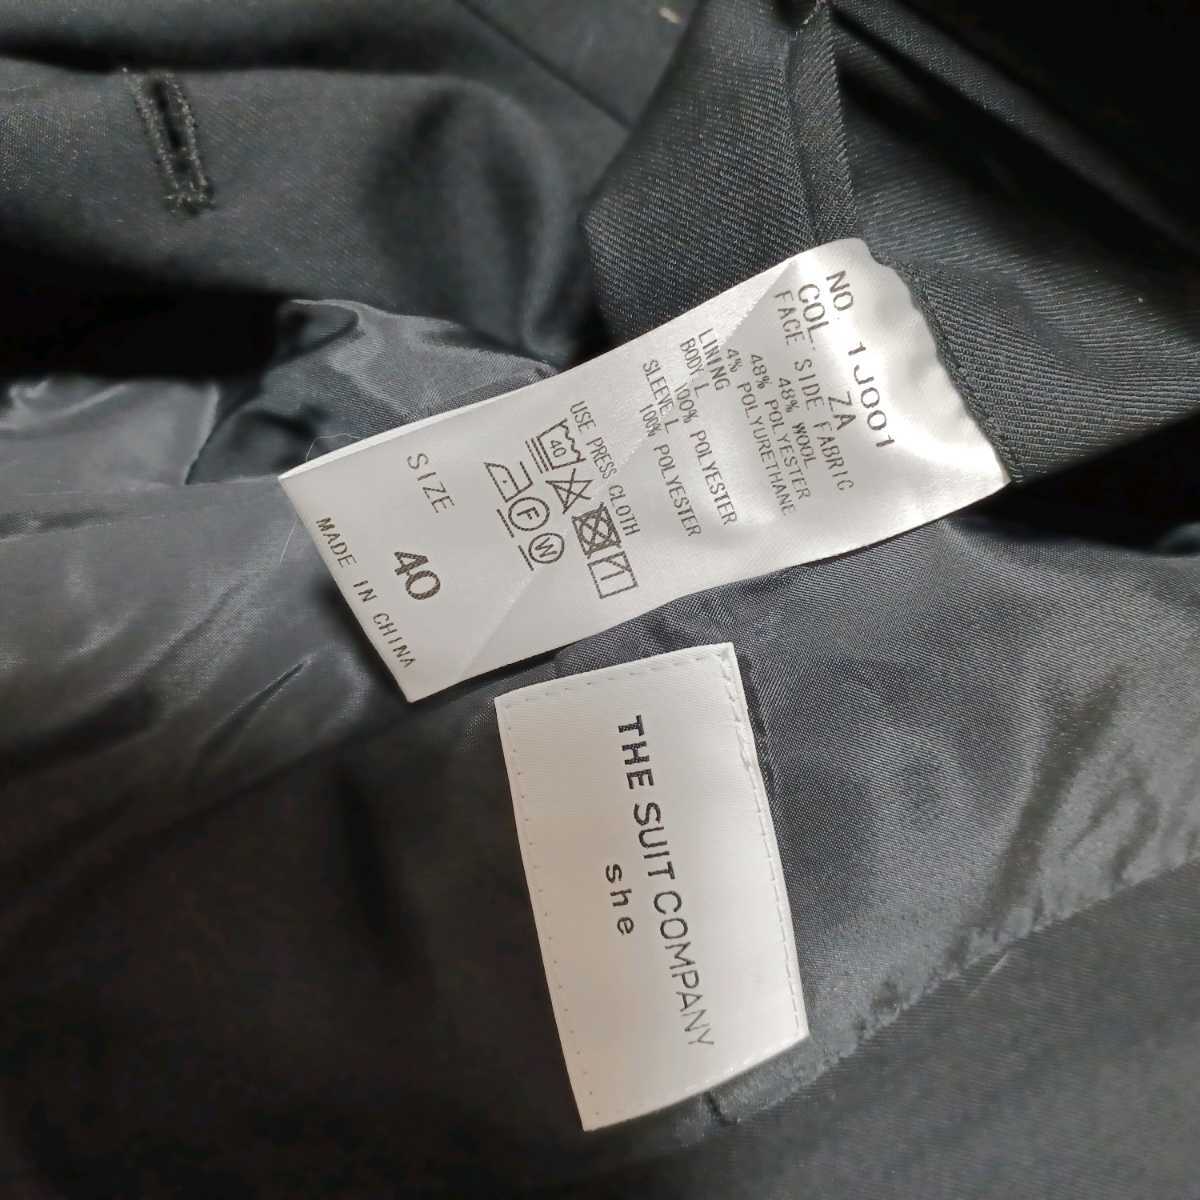 NO. 1J001
COL. ZA
FACE SIDE FABRIC
48% WOOL
48% POLYESTER
4% POLYURETHANE
LINING
BODY L. 100% POLYESTER
SLEEVE L.
100% POLYESTER
USE PRESS CLOTH
40
F W
SIZE 40
MADE IN CHINA
THE SUIT COMPANY
she